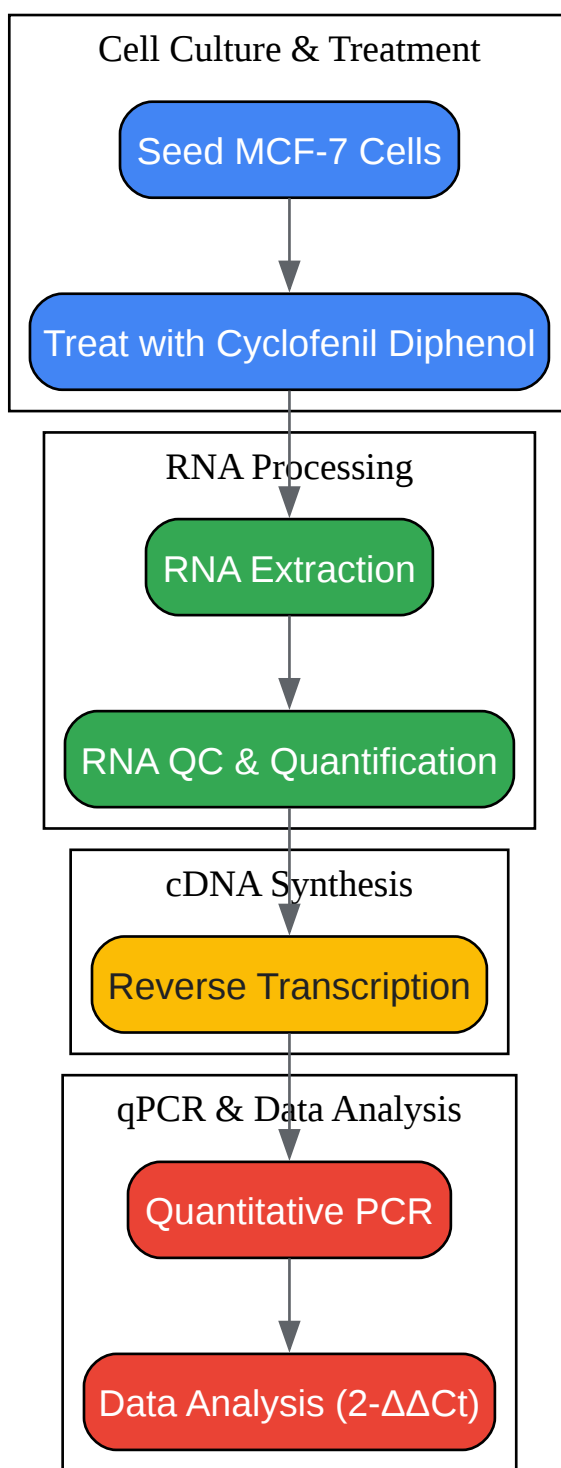 Cell Culture & Treatment
Seed MCF-7 Cells
Treat with Cyclofenil Diphenol
RNA Processing
RNA Extraction
RNA QC & Quantification
cDNA Synthesis
Reverse Transcription
qPCR & Data Analysis
Quantitative PCR
Data Analysis (2-ΔΔCt)